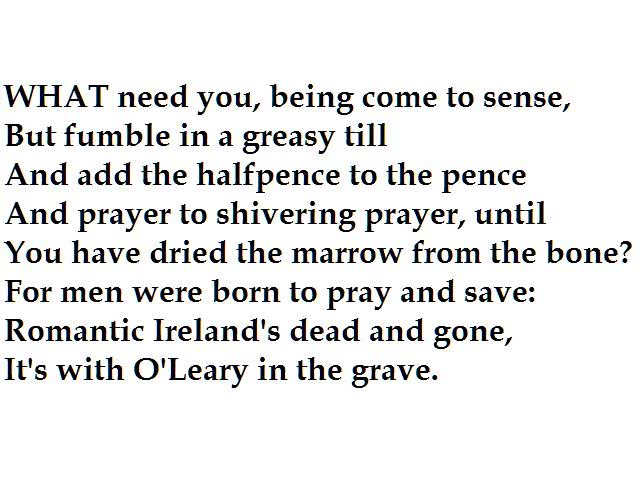 WHAT need you, being come to sense,
But fumble in a greasy till
And add the halfpence to the pence
And prayer to shivering prayer, until
You have dried the marrow from the bone?
For men were born to pray and save:
Romantic Ireland's dead and gone,
It's with O'Leary in the grave.